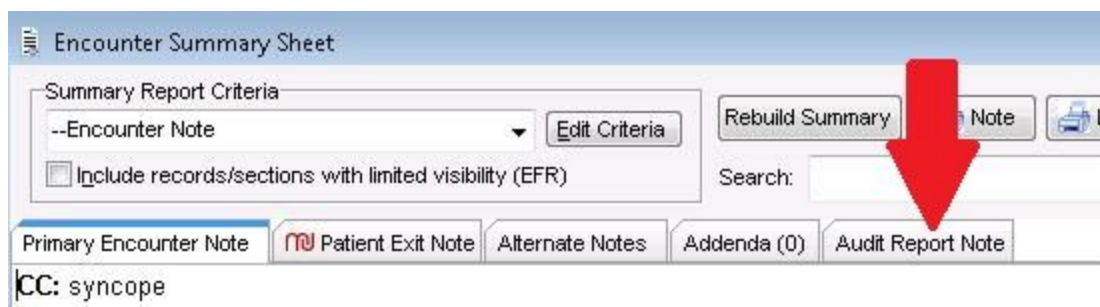 Encounter Summary Sheet
Summary Report Criteria
--Encounter Note
Edit Criteria
Rebuild Summary
Note
Include records/sections with limited visibility (EFR)
Search:
Primary Encounter Note
Patient Exit Note
Alternate Notes
Addenda (0)
Audit Report Note
CC: syncope